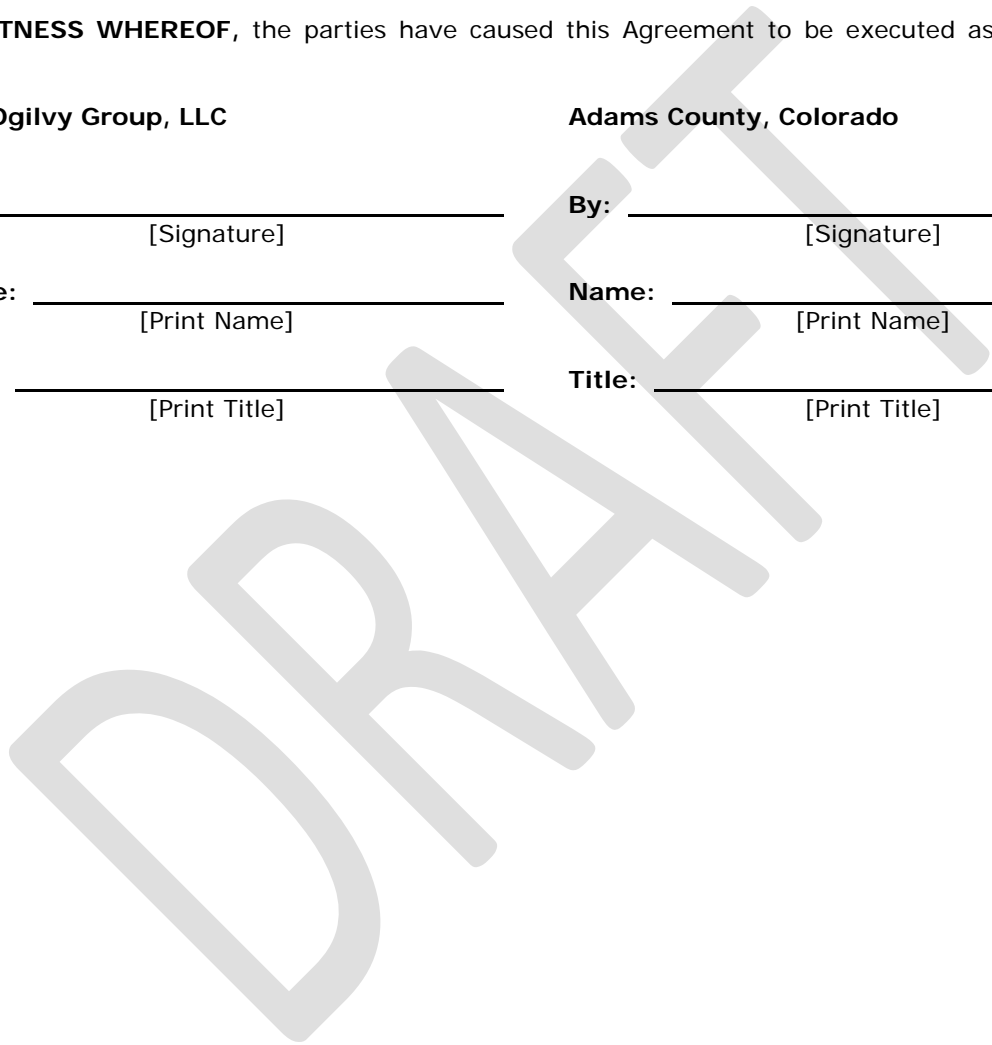 TNESS WHEREOF, the parties have caused this Agreement to be executed as
Ogilvy Group, LLC Adams County, Colorado
By:
[Signature] [Signature]
e: Name:
[Print Name] [Print Name]
Title:
[Print Title] [Print Title]
DRAFT